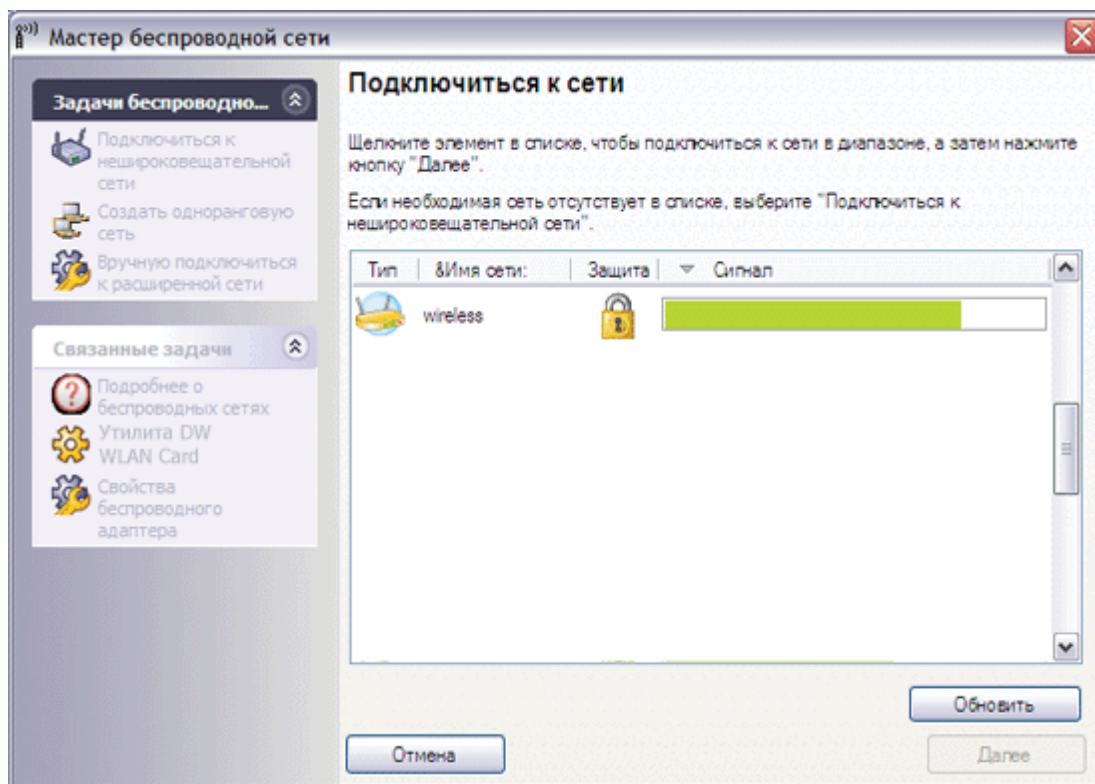 Мастер беспроводной сети
Задачи беспроводно...
Подключиться к
нешироковещательной
сети
Создать одноранговую
сеть
Вручную подключиться
к расширенной сети
Связанные задачи
Подробнее о
беспроводных сетях
Утилита DW
WLAN Card
Свойства
беспроводного
адаптера
Подключиться к сети
Щелкните элемент в списке, чтобы подключиться к сети в диапазоне, а затем нажмите
кнопку "Далее".
Если необходимая сеть отсутствует в списке, выберите "Подключиться к
нешироковещательной сети".
Тип &Имя сети: Защита Сигнал
wireless
Обновить
Отмена Далее